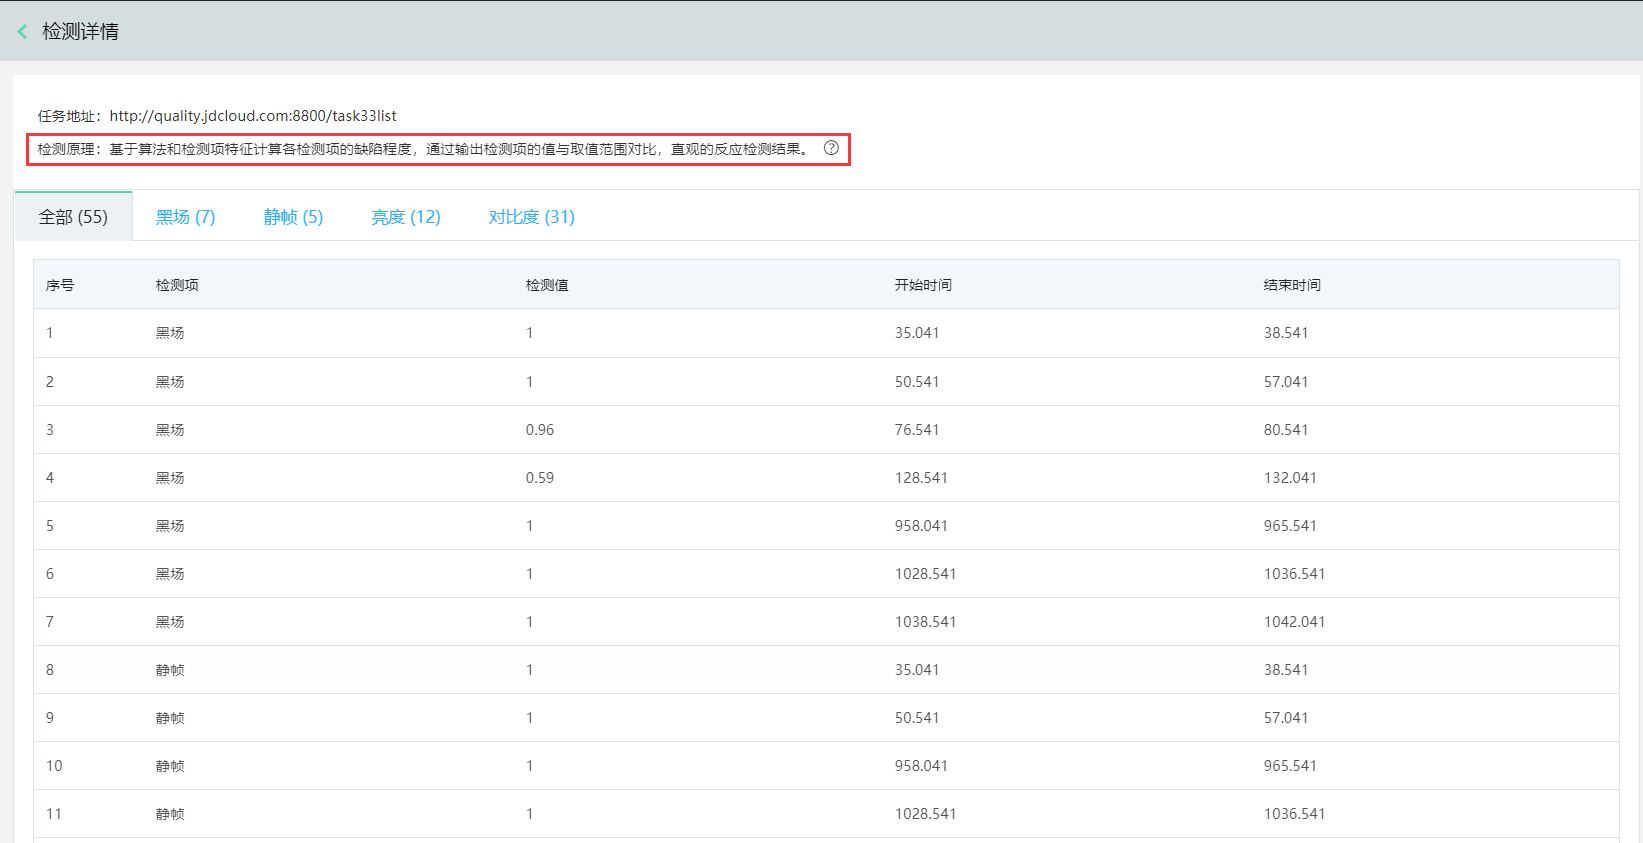 检测详情
任务地址：http://quality.jdcloud.com:8800/task33list
检测原理：基于算法和检测项特征计算各检测项的缺陷程度，通过输出检测项的值与取值范围对比，直观的反应检测结果。 ?
全部 (55) 黑场 (7) 静帧 (5) 亮度 (12) 对比度 (31)
序号 检测项 检测值 开始时间 结束时间
1 黑场 1 35.041 38.541
2 黑场 1 50.541 57.041
3 黑场 0.96 76.541 80.541
4 黑场 0.59 128.541 132.041
5 黑场 1 958.041 965.541
6 黑场 1 1028.541 1036.541
7 黑场 1 1038.541 1042.041
8 静帧 1 35.041 38.541
9 静帧 1 50.541 57.041
10 静帧 1 958.041 965.541
11 静帧 1 1028.541 1036.541